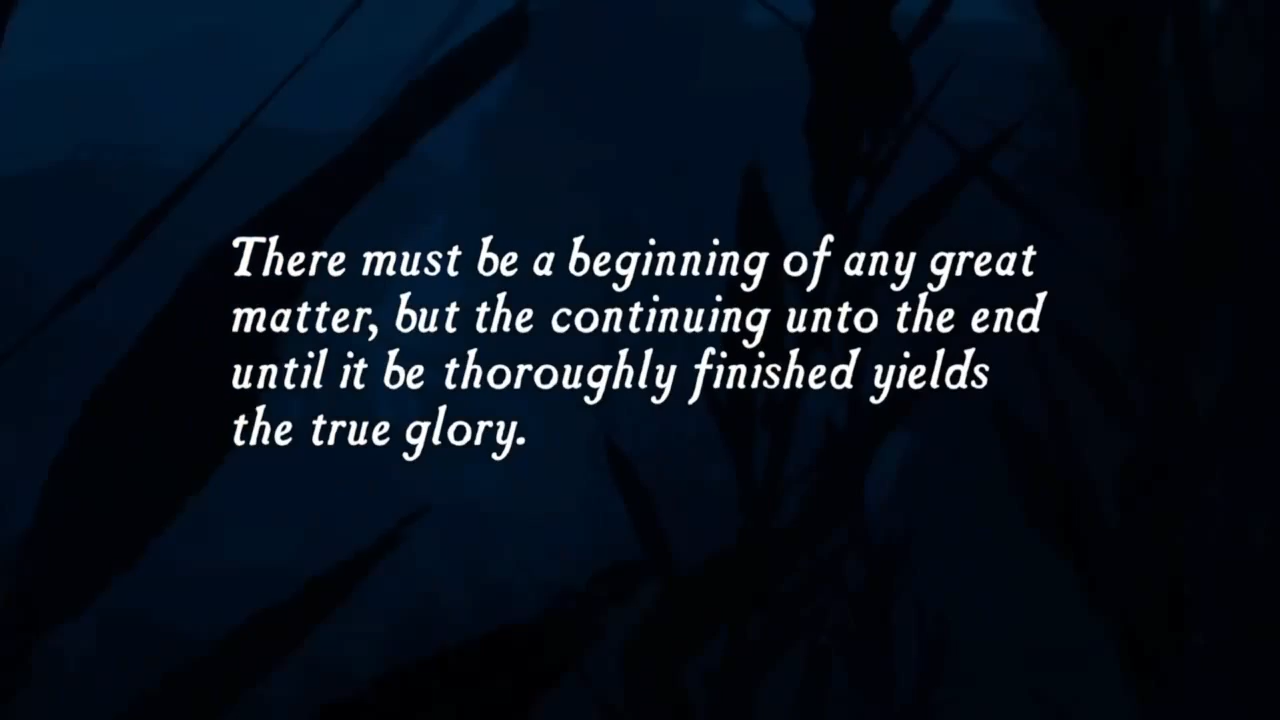 There must be a beginning of any great
matter, but the continuing unto the end
until it be thoroughly finished yields
the true glory.